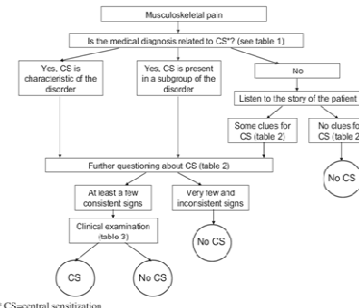 Musculoskeletal pain
Is the medical diagnosis related to CS*? (see table 1)
Yes, CS is
characteristic of the
disorder
Yes, CS is present
in a subgroup of the
disorder
No
Listen to the story of the patient
Some clues for
CS (table 2)
No clues for
CS (table 2
Further questioning about CS (table 2)
At least a few
consistent signs
Very few and
inconsistent signs
No CS
Clinical examination
(table 3)
No CS
CS
No CS
* CS=central sensitization